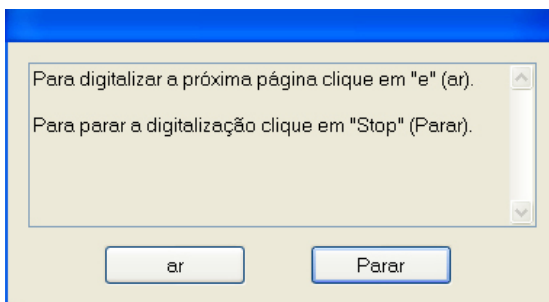 Para digitalizar a próxima página clique em "e" (ar).
Para parar a digitalização clique em "Stop" (Parar).
ar
Parar